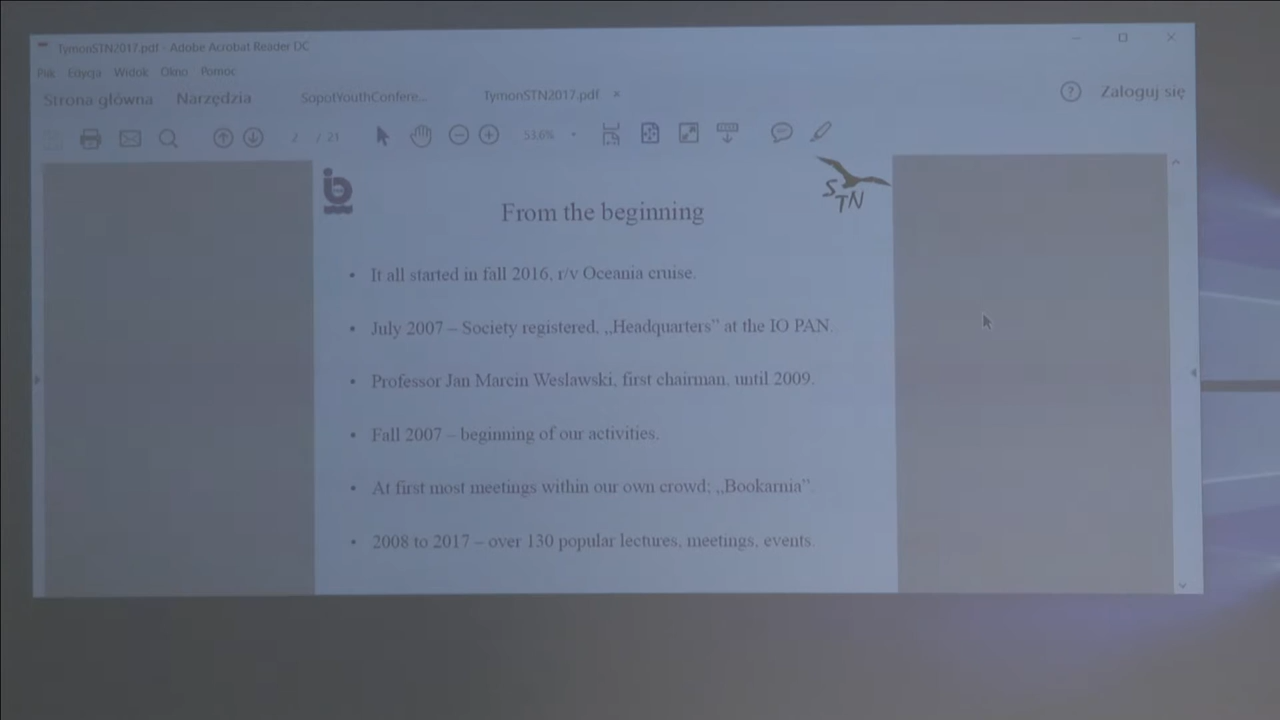 TymonSTN2017.pdf - Adobe Acrobat Reader DC
Plik Edycja Widok Okno Pomoc
Strona główna Narzędzia SopotYouthConfere... TymonSTN2017.pdf × ? Zaloguj się
2 / 21 53,6%
STN
From the beginning
• It all started in fall 2016, r/v Oceania cruise.
• July 2007 – Society registered, „Headquarters” at the IO PAN.
• Professor Jan Marcin Weslawski, first chairman, until 2009.
• Fall 2007 – beginning of our activities.
• At first most meetings within our own crowd; „Bookarnia”
• 2008 to 2017 – over 130 popular lectures, meetings, events.